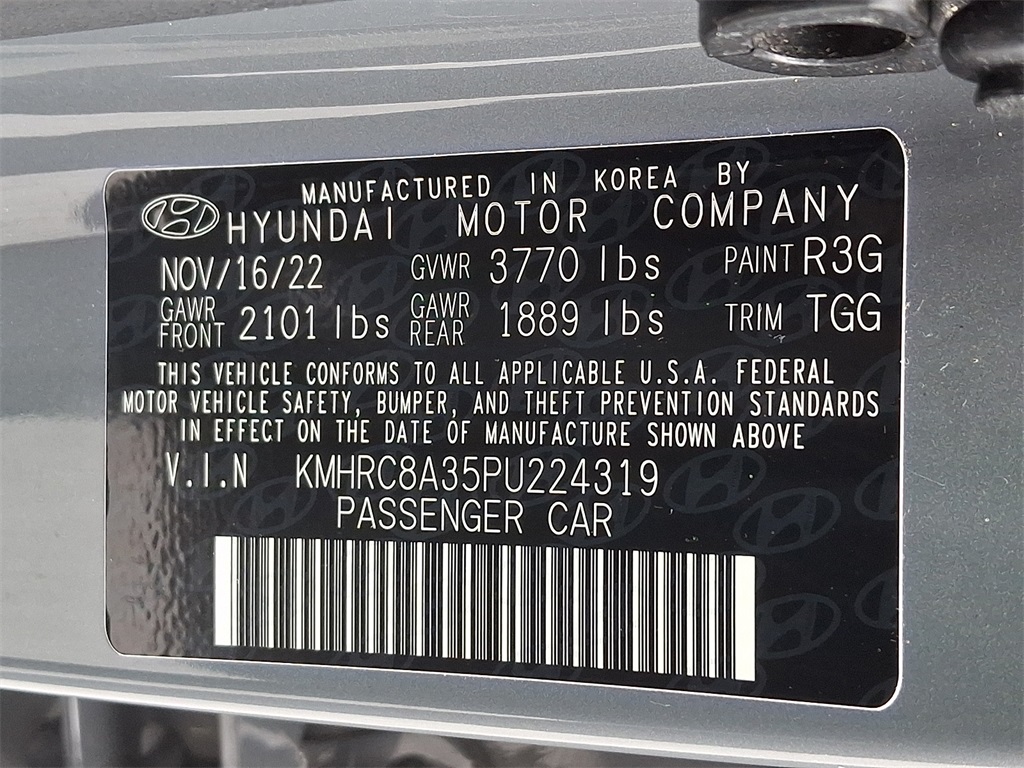 MANUFACTURED IN KOREA BY
HYUNDAI MOTOR COMPANY
NOV/16/22 GVWR 3770 lbs PAINT R3G
GAWR FRONT 2101 lbs GAWR REAR 1889 lbs TRIM TGG
THIS VEHICLE CONFORMS TO ALL APPLICABLE U.S.A. FEDERAL
MOTOR VEHICLE SAFETY, BUMPER, AND THEFT PREVENTION STANDARDS
IN EFFECT ON THE DATE OF MANUFACTURE SHOWN ABOVE
V.I.N KMHRC8A35PU224319
PASSENGER CAR